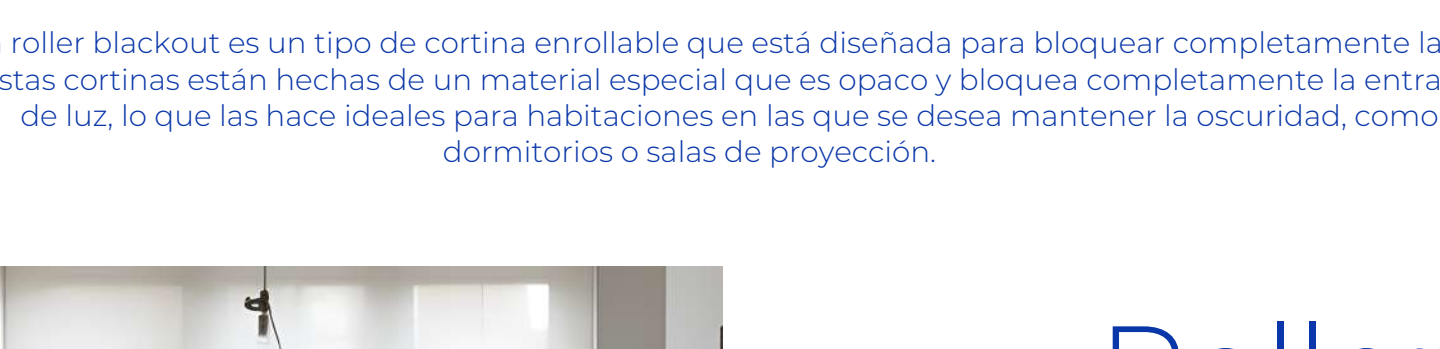 roller blackout es un tipo de cortina enrollable que está diseñada para bloquear completamente la
stas cortinas están hechas de un material especial que es opaco y bloquea completamente la entra
de luz, lo que las hace ideales para habitaciones en las que se desea mantener la oscuridad, como
dormitorios o salas de proyección.
Roller